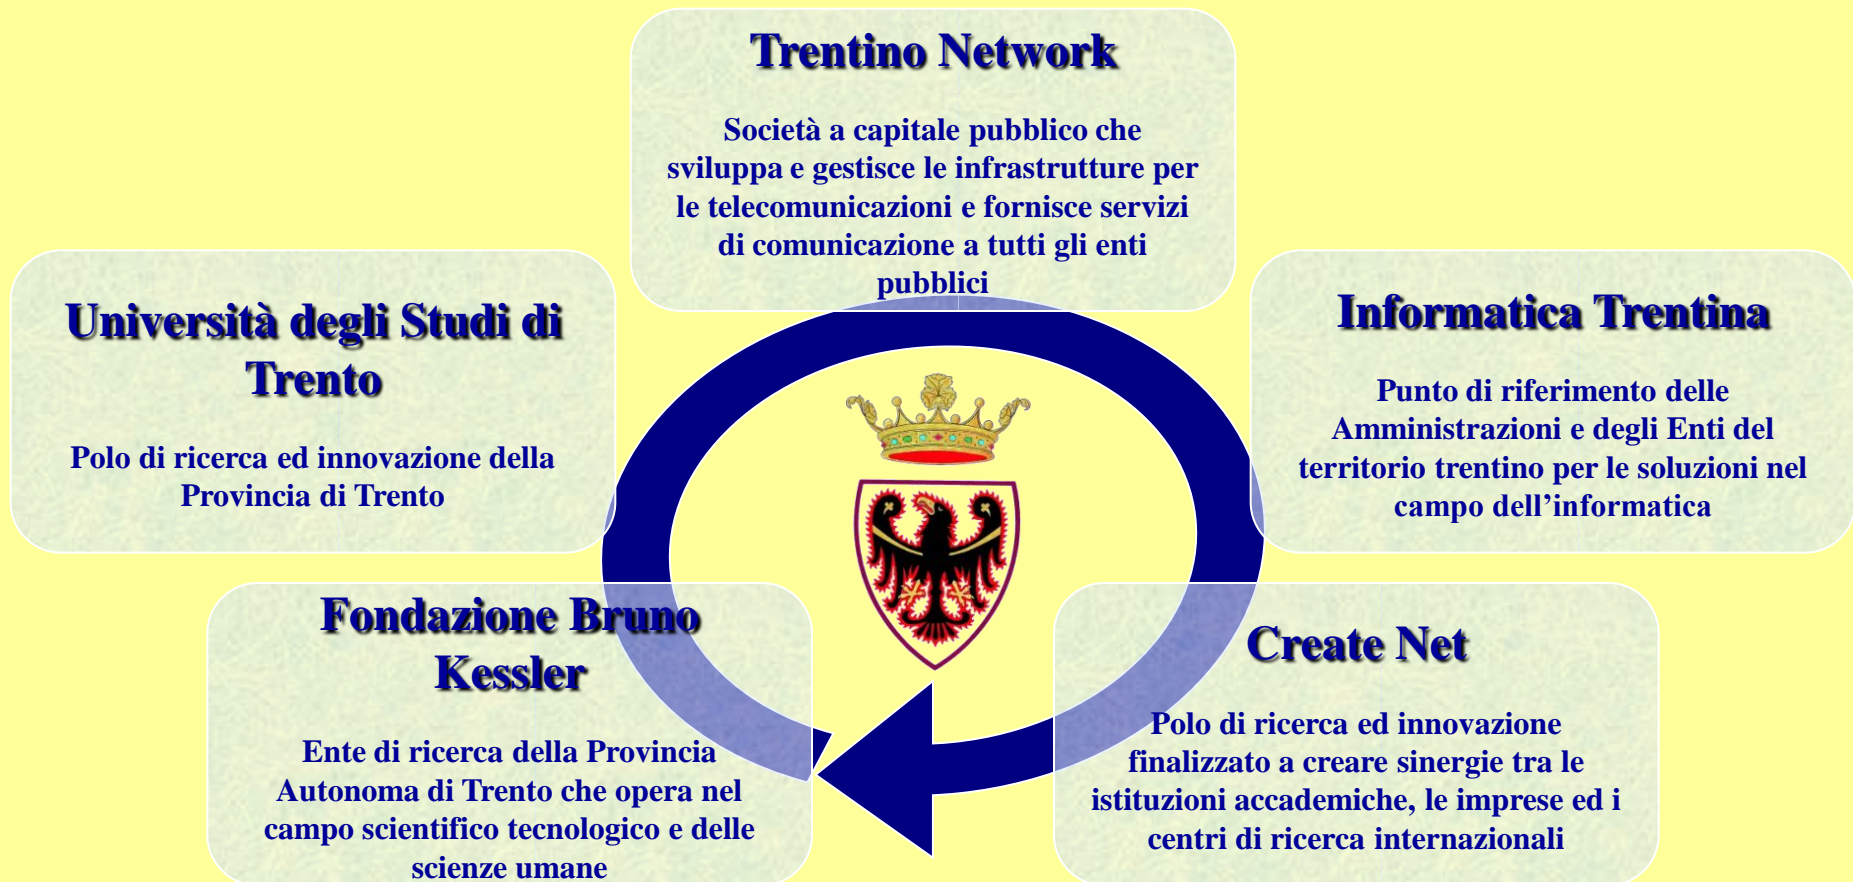 Trentino Network
Società a capitale pubblico che
sviluppa e gestisce le infrastrutture per
le telecomunicazioni e fornisce servizi
di comunicazione a tutti gli enti
pubblici
Università degli Studi di
Trento
Polo di ricerca ed innovazione della
Provincia di Trento
Informatica Trentina
Punto di riferimento delle
Amministrazioni e degli Enti del
territorio trentino per le soluzioni nel
campo dell’informatica
Fondazione Bruno
Kessler
Ente di ricerca della Provincia
Autonoma di Trento che opera nel
campo scientifico tecnologico e delle
scienze umane
Create Net
Polo di ricerca ed innovazione
finalizzato a creare sinergie tra le
istituzioni accademiche, le imprese ed i
centri di ricerca internazionali